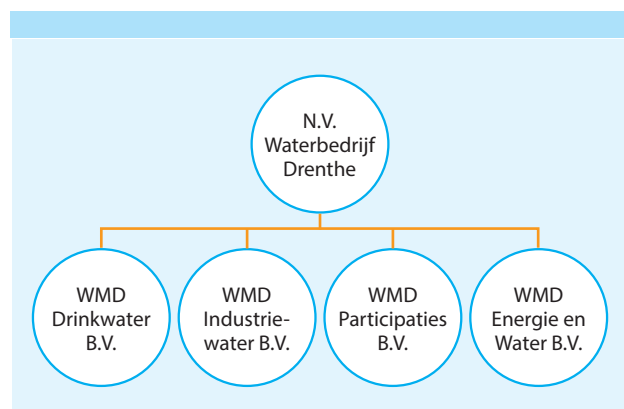 N.V.
Waterbedrijf
Drenthe
WMD
Drinkwater
B.V.
WMD
Industrie-
water B.V.
WMD
Participaties
B.V.
WMD
Energie en
Water B.V.